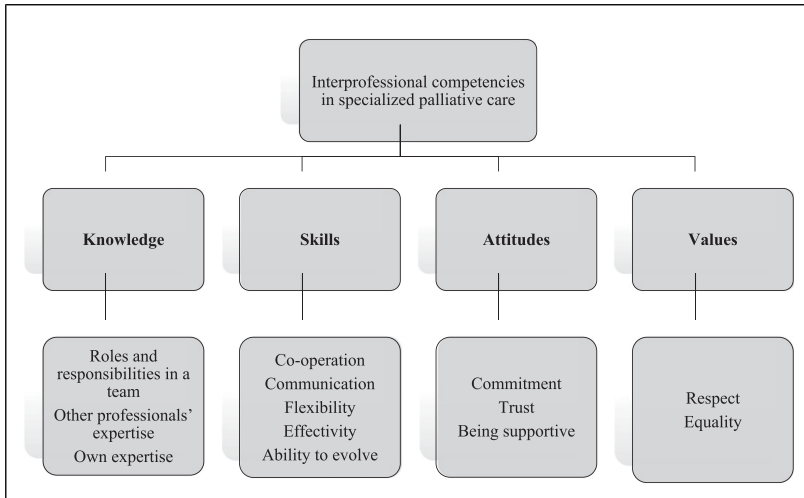 Interprofessional competencies
in specialized palliative care
Knowledge
Skills
Attitudes
Values
Roles and
responsibilities in a
team
Other professionals’
expertise
Own expertise
Co-operation
Communication
Flexibility
Effectivity
Ability to evolve
Commitment
Trust
Being supportive
Respect
Equality